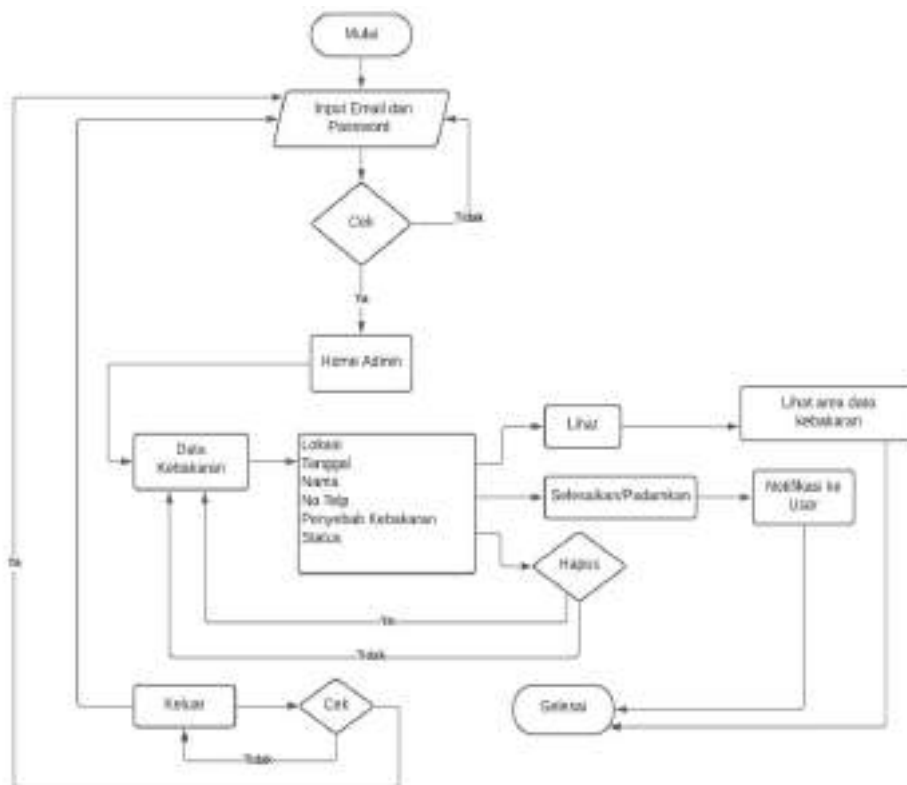 Mulai
Input Email dan
Password
Cek
Tidak
Ya
Home Admin
Data
Kebakaran
Lokasi
Tanggal
Nama
No Telp
Penyebab Kebakaran
Status
Lihat
Lihat area data
kebakaran
Selesaikan/Padamkan
Notifikasi ke
User
Hapus
Ya
Ya
Tidak
Keluar
Cek
Selesai
Tidak